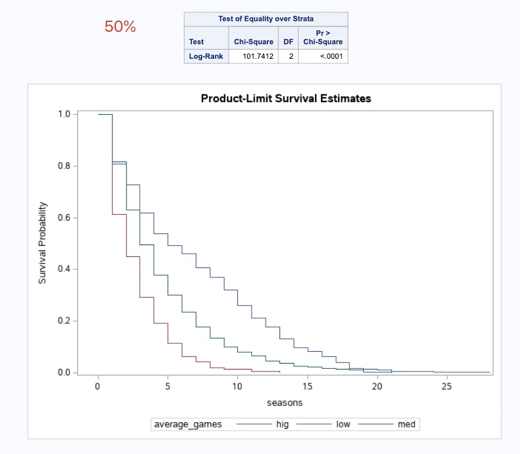 50%
Test of Equality over Strata
Test Chi-Square DF Pr > Chi-Square
Log-Rank 101.7412 2 <.0001
Product-Limit Survival Estimates
Survival Probability
1.0
0.8
0.6
0.4
0.2
0.0
0 5 10 15 20 25
seasons
average_games hig low med